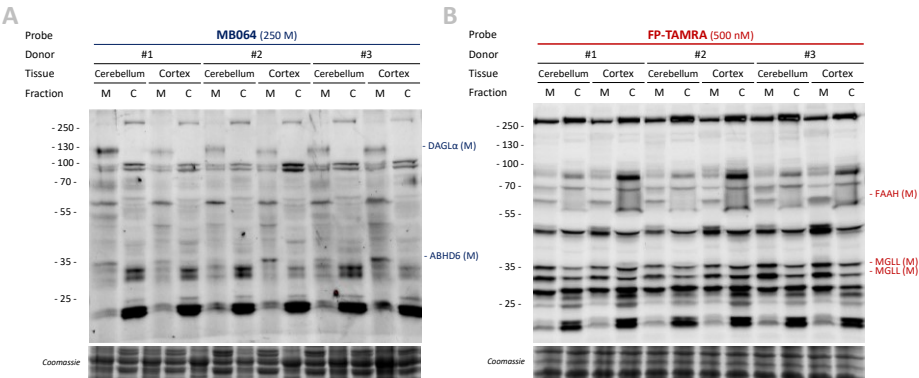 A
Probe MB064 (250 M)
Donor #1 #2 #3
Tissue Cerebellum Cortex Cerebellum Cortex Cerebellum Cortex
Fraction M C M C M C M C M C M C
- 250 -
- 130 -
- DAGLα (M)
- 100 -
- 70 -
- 55 -
- ABHD6 (M)
- 35 -
- 25 -
Coomassie
B
Probe FP-TAMRA (500 nM)
Donor #1 #2 #3
Tissue Cerebellum Cortex Cerebellum Cortex Cerebellum Cortex
Fraction M C M C M C M C M C M C
- 250 -
- 130 -
- 100 -
- 70 -
- FAAH (M)
- 55 -
- MGLL (M)
- 35 -
- MGLL (M)
- 25 -
Coomassie